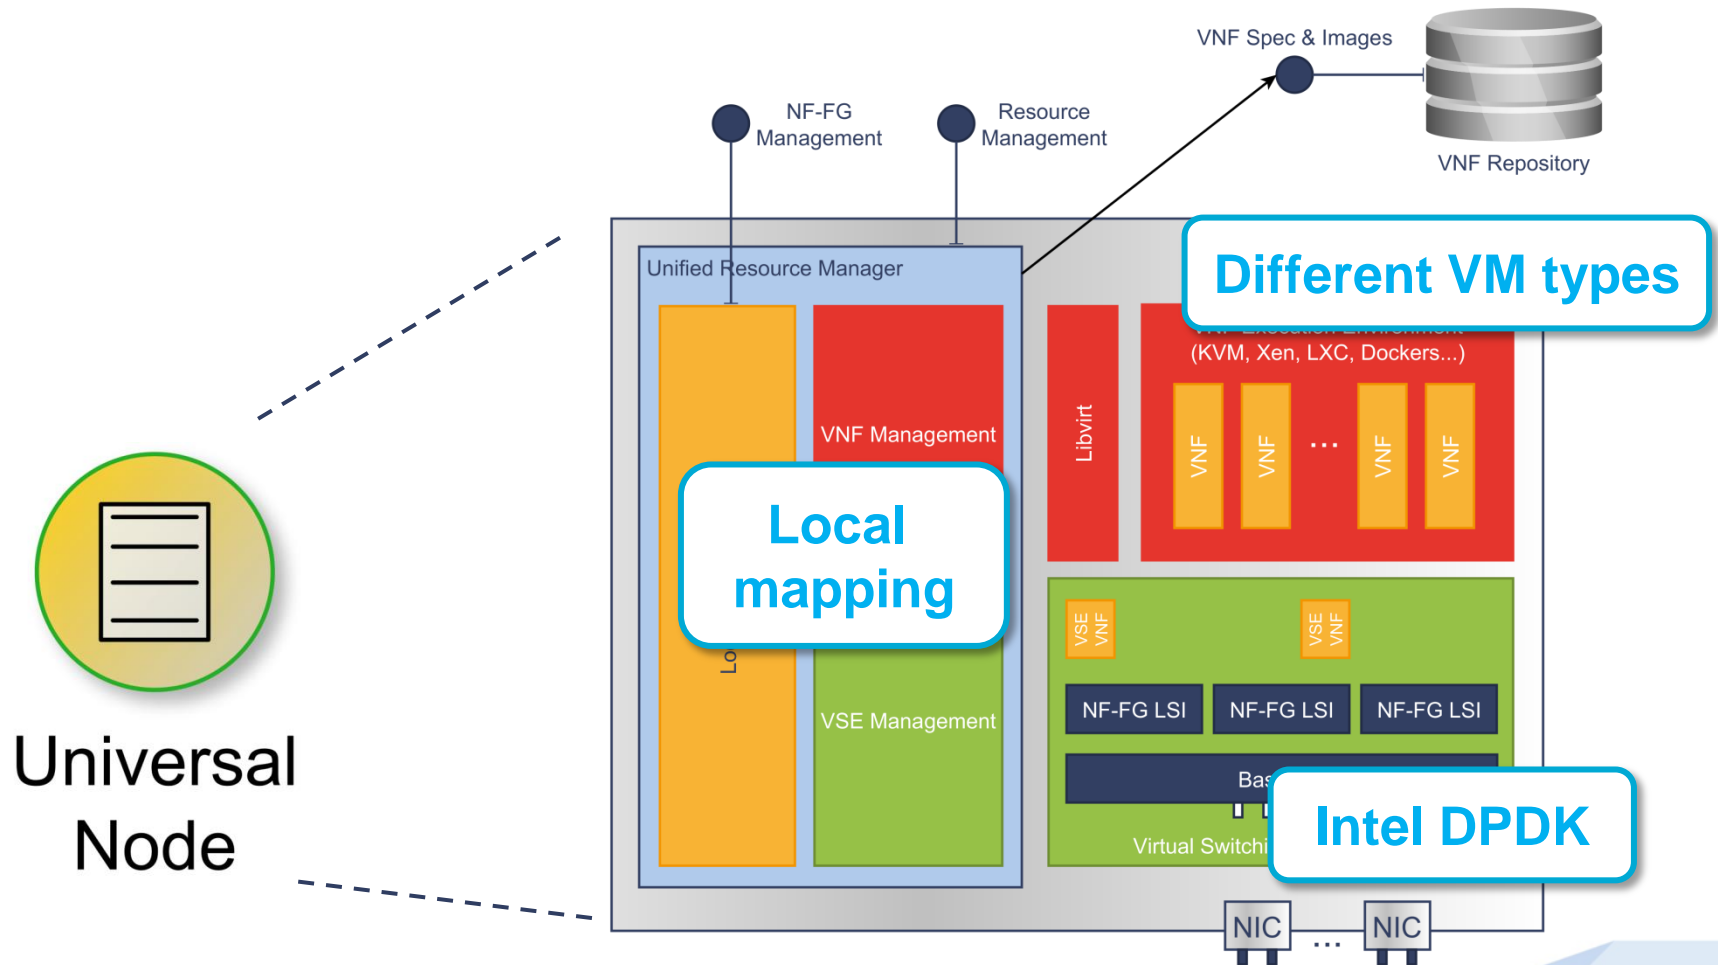 VNF Spec & Images
NF-FG
Management
Resource
Management
VNF Repository
Unified Resource Manager
Different VM types
(KVM, Xen, LXC, Dockers...)
VNF Management
Libvirt
VNF
VNF
...
VNF
VNF
Local
mapping
VSE
VNF
VSE
VNF
VSE Management
NF-FG LSI
NF-FG LSI
NF-FG LSI
Intel DPDK
Virtual
NIC
...
NIC
Universal
Node